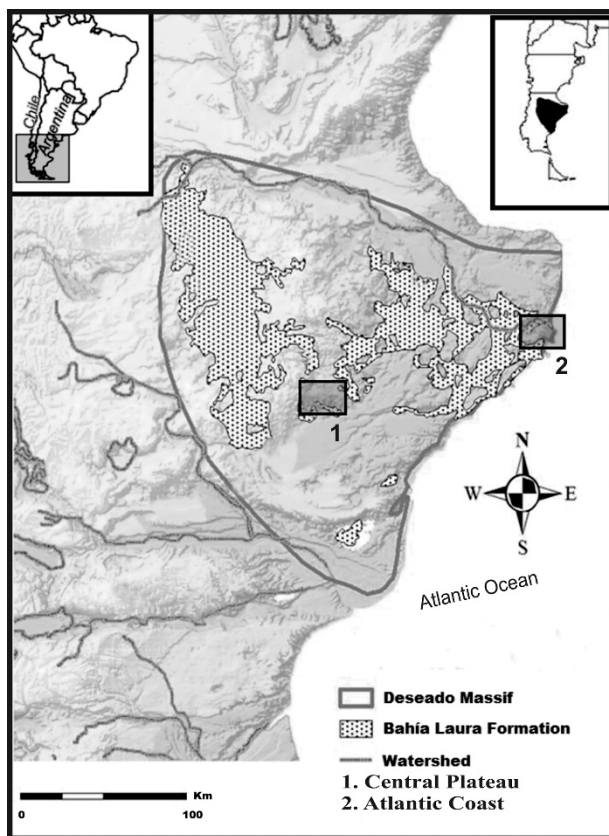 Chile
Argentina
2
1
N
W
E
S
Atlantic Ocean
Deseado Massif
Bahía Laura Formation
Watershed
1. Central Plateau
2. Atlantic Coast
Km
0 100